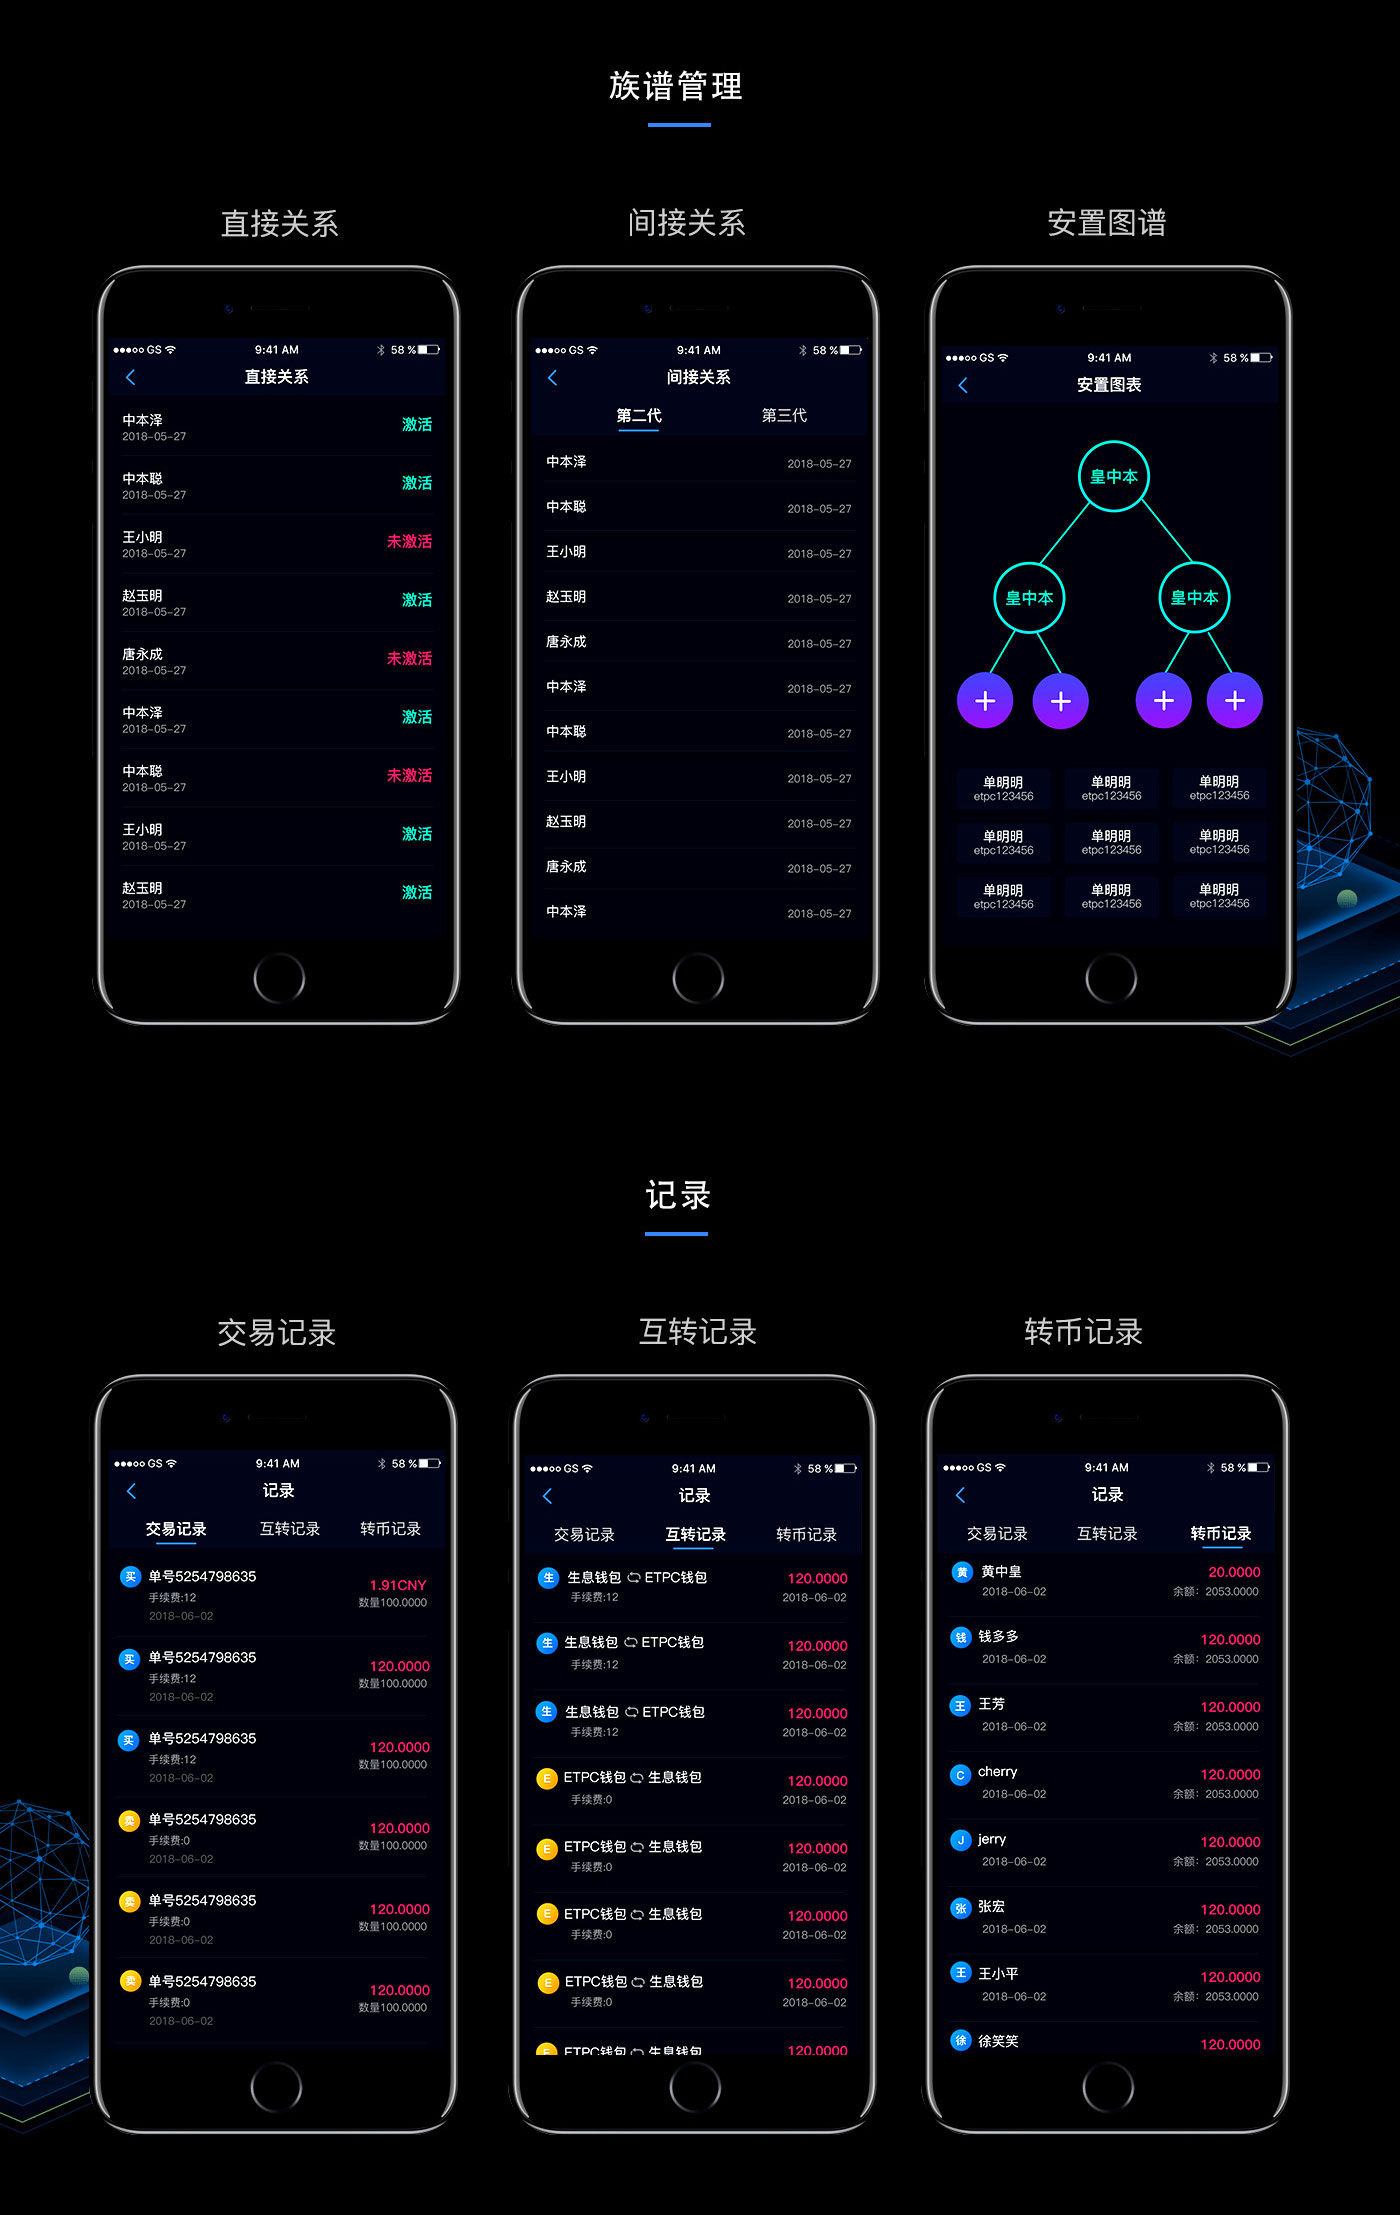 族谱管理
直接关系
间接关系
安置图谱
GS
9:41 AM
58 %
直接关系
中本泽
2018-05-27
激活
中本聪
2018-05-27
激活
王小明
2018-05-27
未激活
赵玉明
2018-05-27
激活
唐永成
2018-05-27
未激活
中本泽
2018-05-27
激活
中本聪
2018-05-27
未激活
王小明
2018-05-27
激活
赵玉明
2018-05-27
激活
GS
9:41 AM
58 %
间接关系
第二代
第三代
中本泽 2018-05-27
中本聪 2018-05-27
王小明 2018-05-27
赵玉明 2018-05-27
唐永成 2018-05-27
中本泽 2018-05-27
中本聪 2018-05-27
王小明 2018-05-27
赵玉明 2018-05-27
唐永成 2018-05-27
中本泽 2018-05-27
GS
9:41 AM
58 %
安置图表
皇中本
皇中本 皇中本
单明明 单明明 单明明
etpc123456 etpc123456 etpc123456
单明明 单明明 单明明
etpc123456 etpc123456 etpc123456
单明明 单明明 单明明
etpc123456 etpc123456 etpc123456
记录
交易记录
互转记录
转币记录
GS
9:41 AM
58 %
记录
交易记录 互转记录 转币记录
买 单号5254798635
1.91CNY
手续费:12
数量100.0000
2018-06-02
买 单号5254798635
120.0000
手续费:12
数量100.0000
2018-06-02
买 单号5254798635
120.0000
手续费:12
数量100.0000
2018-06-02
卖 单号5254798635
120.0000
手续费:0
数量100.0000
2018-06-02
卖 单号5254798635
120.0000
手续费:0
数量100.0000
2018-06-02
卖 单号5254798635
120.0000
手续费:0
数量100.0000
2018-06-02
GS
9:41 AM
58 %
记录
交易记录 互转记录 转币记录
生 生息钱包 ETPC钱包 120.0000
手续费:12 2018-06-02
生 生息钱包 ETPC钱包 120.0000
手续费:12 2018-06-02
生 生息钱包 ETPC钱包 120.0000
手续费:12 2018-06-02
E ETPC钱包 生息钱包 120.0000
手续费:0 2018-06-02
E ETPC钱包 生息钱包 120.0000
手续费:0 2018-06-02
E ETPC钱包 生息钱包 120.0000
手续费:0 2018-06-02
E ETPC钱包 生息钱包 120.0000
手续费:0 2018-06-02
E ETPC钱包 生息钱包 120.0000
GS
9:41 AM
58 %
记录
交易记录 互转记录 转币记录
黄 黄中皇 20.0000
2018-06-02 余额：2053.0000
钱 钱多多 120.0000
2018-06-02 余额：2053.0000
王 王芳 120.0000
2018-06-02 余额：2053.0000
C cherry 120.0000
2018-06-02 余额：2053.0000
J jerry 120.0000
2018-06-02 余额：2053.0000
张 张宏 120.0000
2018-06-02 余额：2053.0000
王 王小平 120.0000
2018-06-02 余额：2053.0000
徐 徐笑笑 120.0000